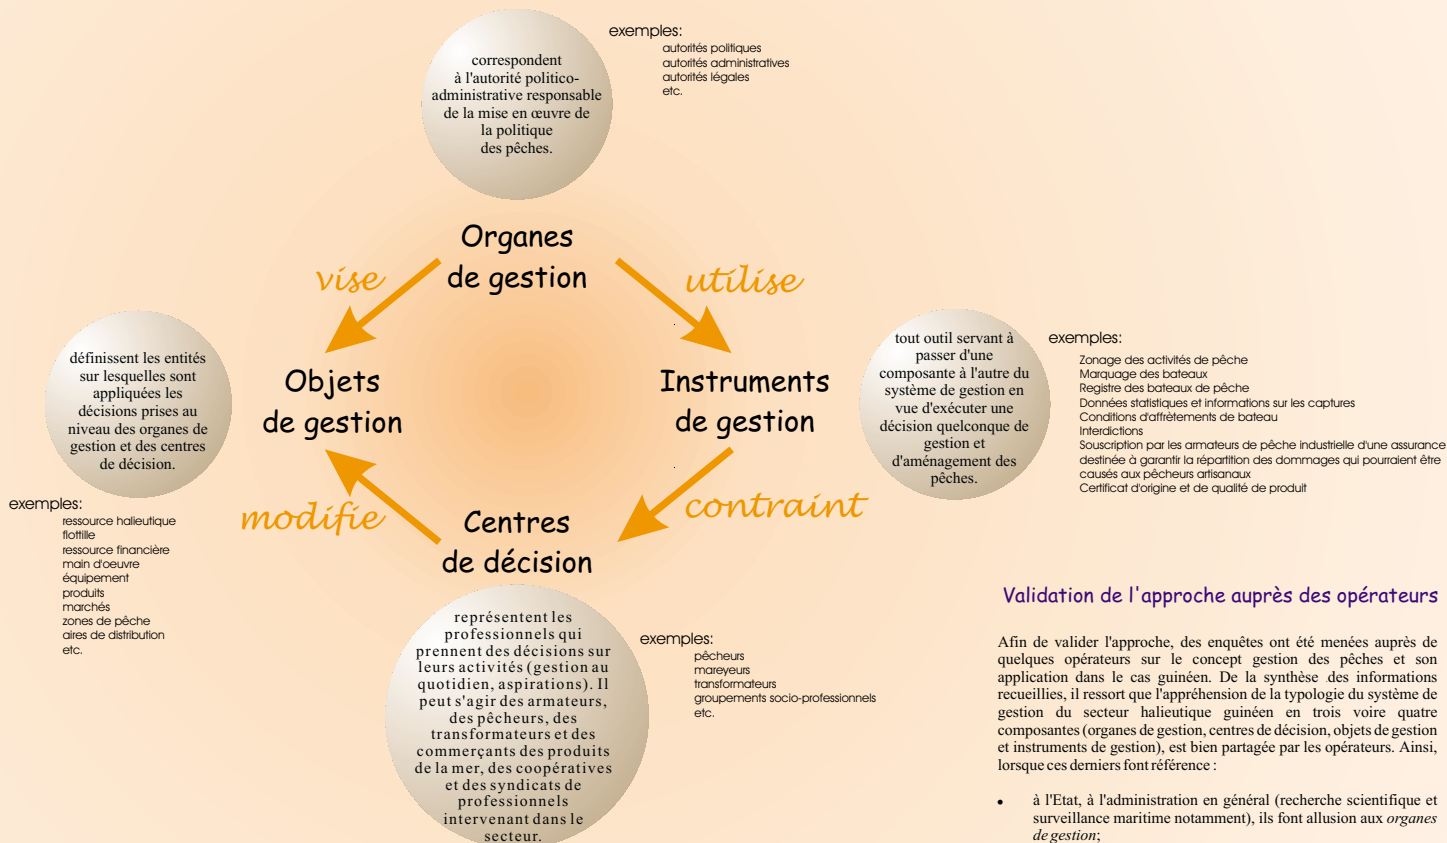 correspondent
à l'autorité politico-
administrative responsable
de la mise en œuvre de
la politique
des pêches.
exemples:
autorités politiques
autorités administratives
autorités légales
etc.
Organes
de gestion
vise
utilise
définissent les entités
sur lesquelles sont
appliquées les
décisions prises au
niveau des organes de
gestion et des centres
de décision.
Objets
de gestion
Instruments
de gestion
tout outil servant à
passer d'une
composante à l'autre du
système de gestion en
vue d'exécuter une
décision quelconque de
gestion et
d'aménagement des
pêches.
exemples:
Zonage des activités de pêche
Marquage des bateaux
Registre des bateaux de pêche
Données statistiques et informations sur les captures
Conditions d'affrètements de bateau
Interdictions
Souscription par les armateurs de pêche industrielle d'une assurance
destinée à garantir la répartition des dommages qui pourraient être
causés aux pêcheurs artisanaux
Certificat d'origine et de qualité de produit
exemples:
ressource halieutique
flottille
ressource financière
main d'oeuvre
équipement
produits
marchés
zones de pêche
aires de distribution
etc.
modifie
contraint
Centres
de décision
représentent les
professionnels qui
prennent des décisions sur
leurs activités (gestion au
quotidien, aspirations). Il
peut s'agir des armateurs,
des pêcheurs, des
transformateurs et des
commerçants des produits
de la mer, des coopératives
et des syndicats de
professionnels
intervenant dans le
secteur.
exemples:
pêcheurs
mareyeurs
transformateurs
groupements socio-professionnels
etc.
Validation de l'approche auprès des opérateurs
Afin de valider l'approche, des enquêtes ont été menées auprès de
quelques opérateurs sur le concept gestion des pêches et son
application dans le cas guinéen. De la synthèse des informations
recueillies, il ressort que l'appréhension de la typologie du système de
gestion du secteur halieutique guinéen en trois voire quatre
composantes (organes de gestion, centres de décision, objets de gestion
et instruments de gestion), est bien partagée par les opérateurs. Ainsi,
lorsque ces derniers font référence :
• à l'Etat, à l'administration en général (recherche scientifique et
surveillance maritime notamment), ils font allusion aux organes
de gestion;